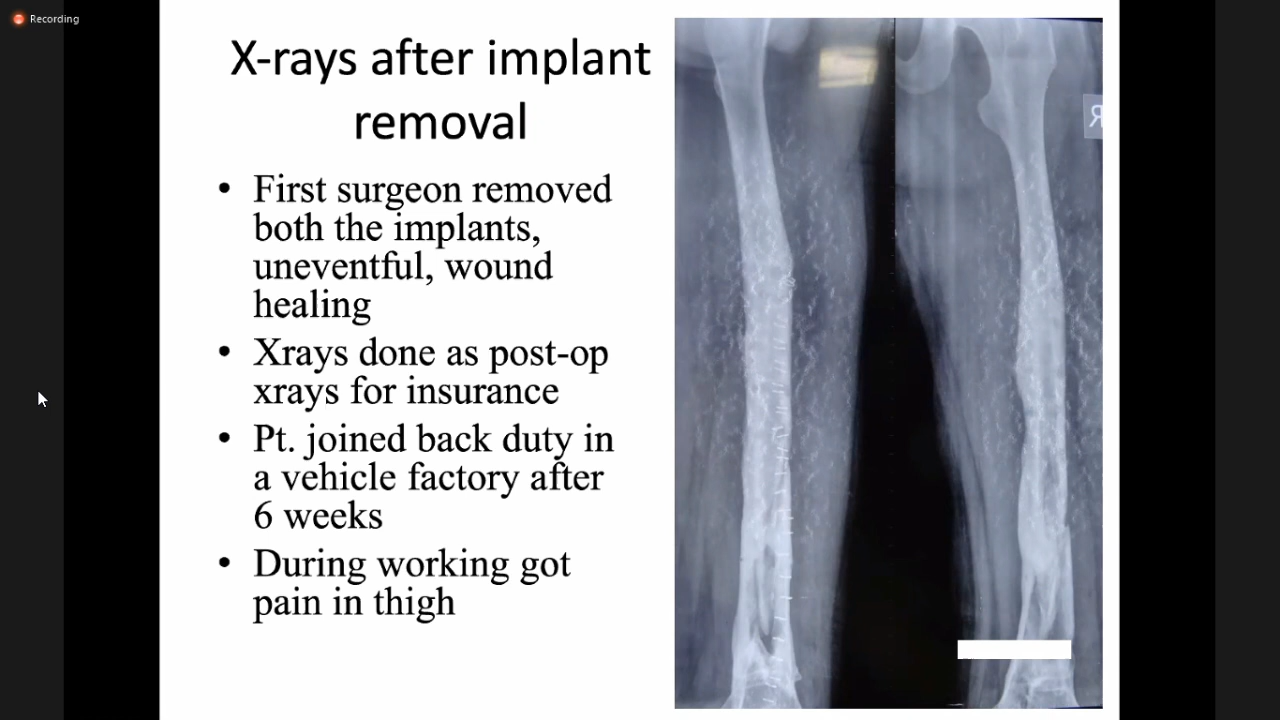 Recording
X-rays after implant
removal
• First surgeon removed
both the implants,
uneventful, wound
healing
• Xrays done as post-op
xrays for insurance
• Pt. joined back duty in
a vehicle factory after
6 weeks
• During working got
pain in thigh
R